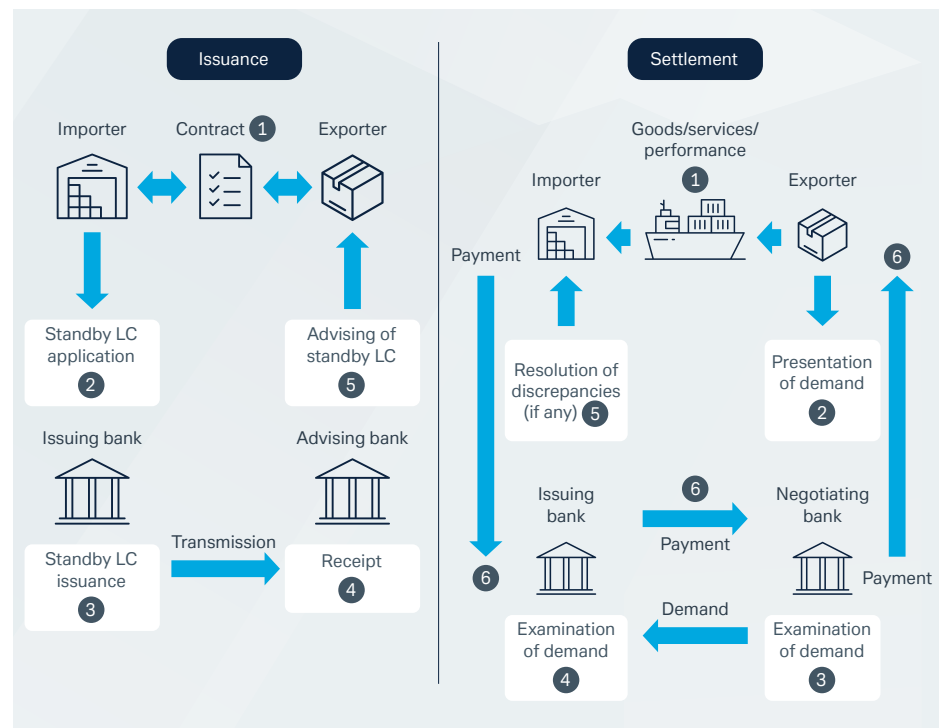 Issuance
Importer
Contract 1
Exporter
Standby LC
application
2
Advising of
standby LC
5
Issuing bank
Advising bank
Transmission
Standby LC
issuance
3
Receipt
4
Settlement
Goods/services/
performance
1
Importer
Exporter
Payment
6
Resolution of
discrepancies
(if any) 5
Presentation
of demand
2
Issuing
bank
6
Payment
Negotiating
bank
6
Payment
Demand
Examination
of demand
4
Examination
of demand
3